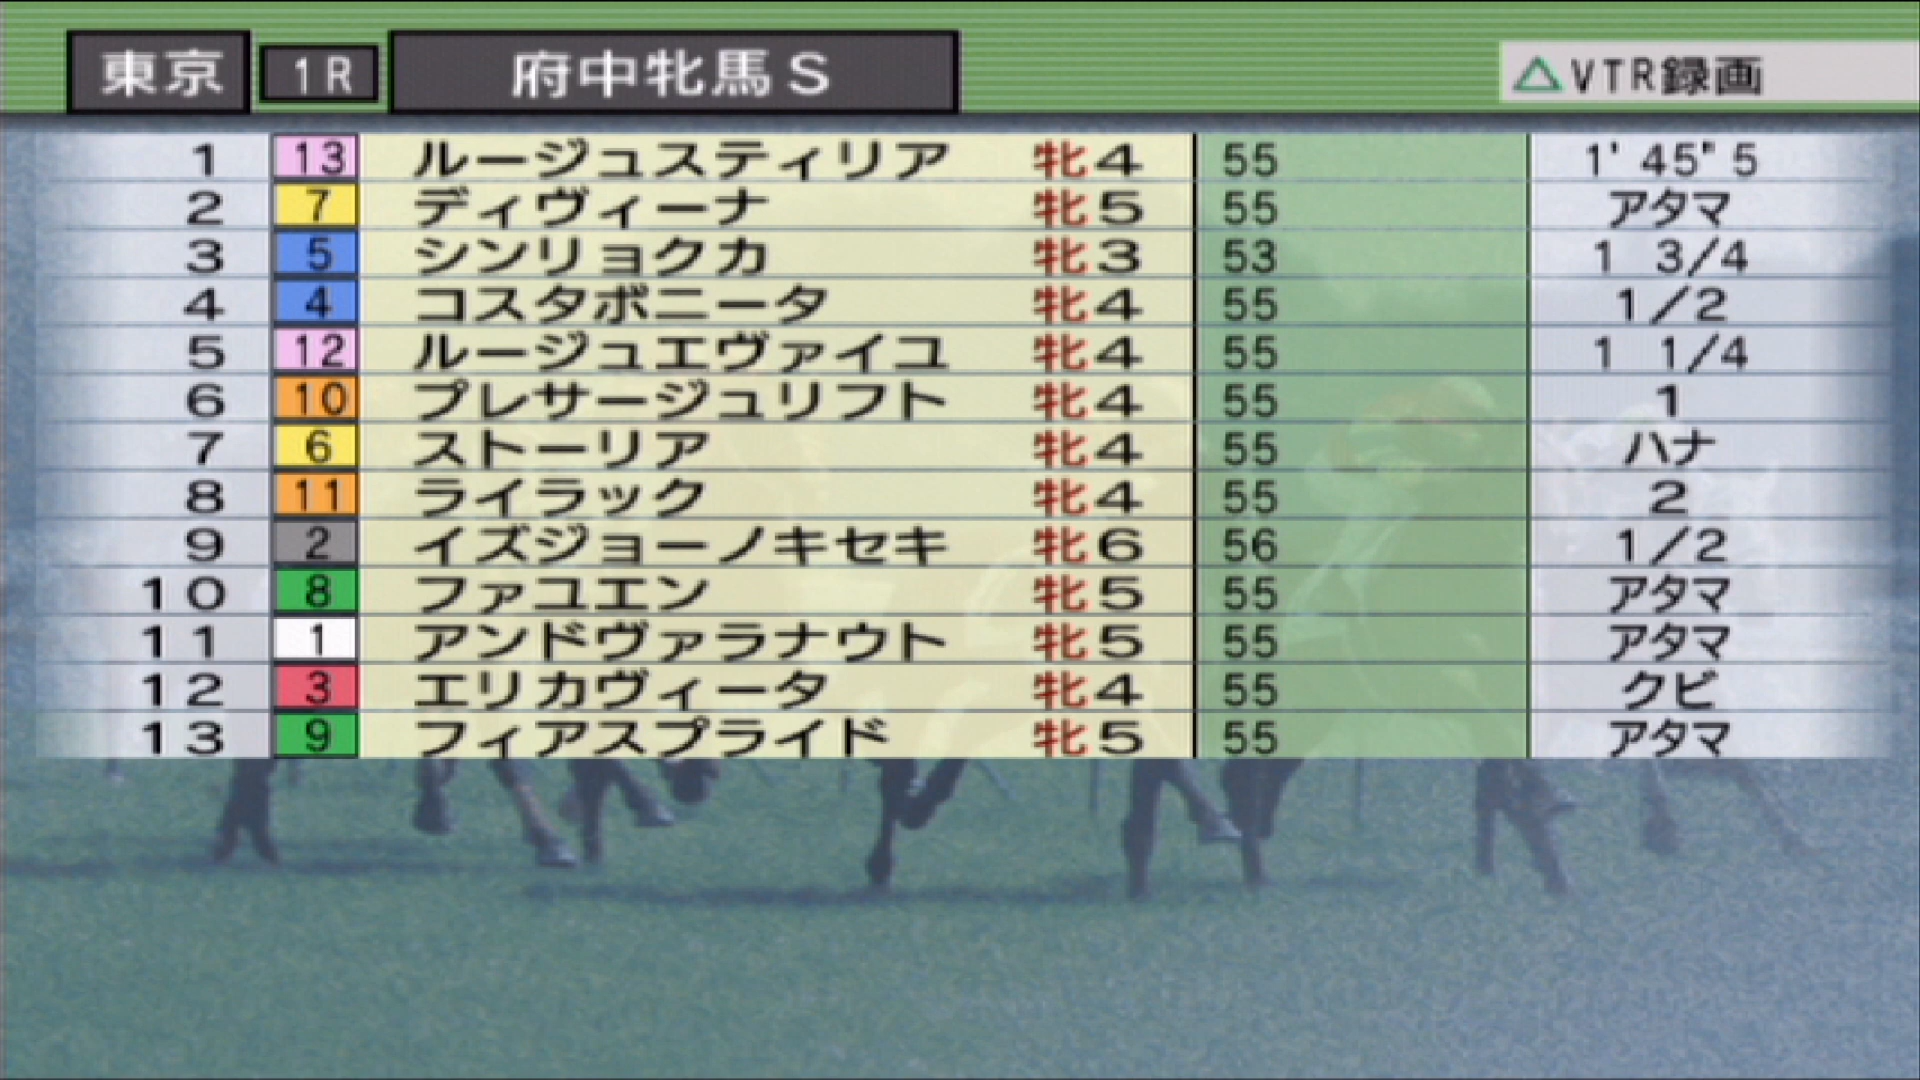 東京 1R 府中牝馬S △VTR録画
1 13 ルージュスティリア 牝4 55 1'45"5
2 7 ディヴィーナ 牝5 55 アタマ
3 5 シンリョクカ 牝3 53 1 3/4
4 4 コスタボニータ 牝4 55 1/2
5 12 ルージュエヴァイユ 牝4 55 1 1/4
6 10 プレサージュリフト 牝4 55 1
7 6 ストーリア 牝4 55 ハナ
8 11 ライラック 牝4 55 2
9 2 イズジョーノキセキ 牝6 56 1/2
10 8 ファユエン 牝5 55 アタマ
11 1 アンドヴァラナウト 牝5 55 アタマ
12 3 エリカヴィータ 牝4 55 クビ
13 9 フィアスプライド 牝5 55 アタマ